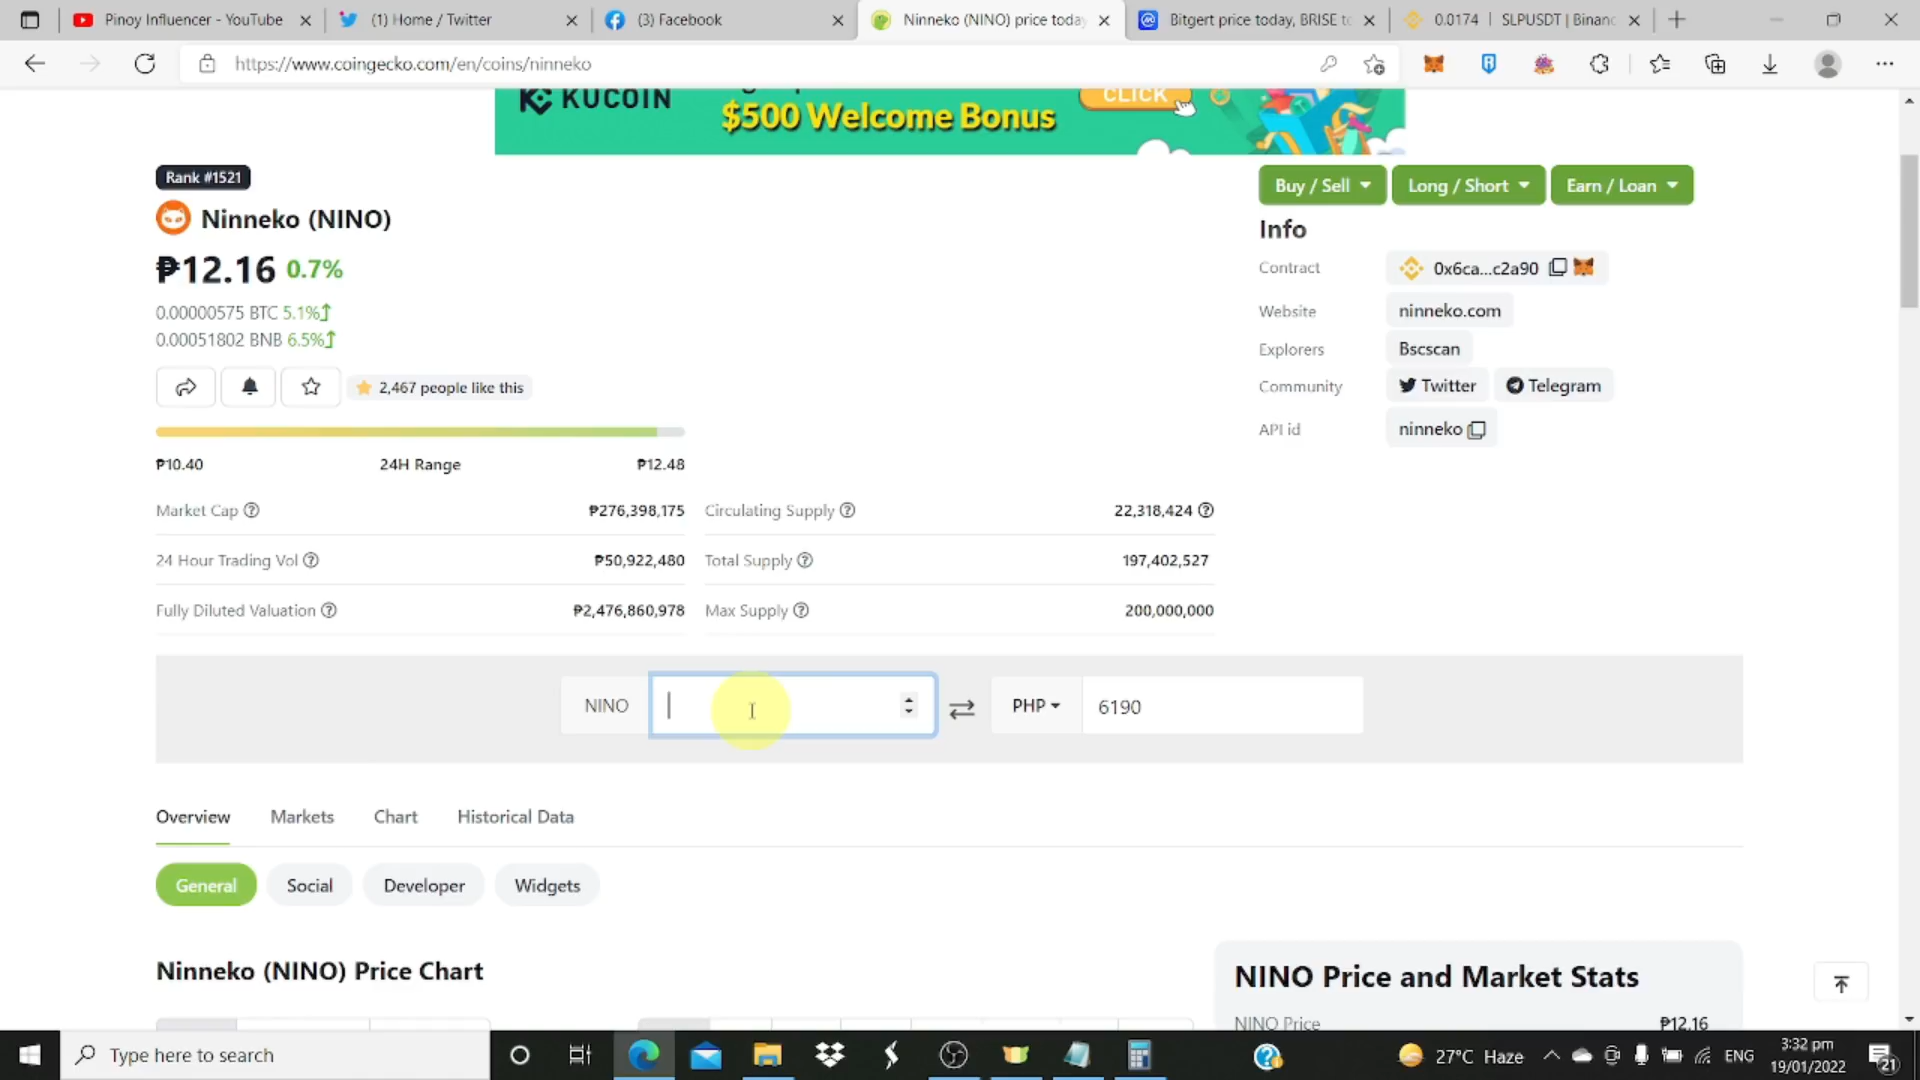 Pinoy Influencer - YouTube
(1) Home / Twitter
(3) Facebook
Ninneko (NINO) price today
Bitgert price today, BRISE to
0.0174 | SLPUSDT | Binanc
https://www.coingecko.com/en/coins/ninneko
KUCOIN
$500 Welcome Bonus
CLICK
Rank #1521
Ninneko (NINO)
₱12.16 0.7%
0.00000575 BTC 5.1%
0.00051802 BNB 6.5%
2,467 people like this
₱10.40 24H Range ₱12.48
Market Cap ₱276,398,175
24 Hour Trading Vol ₱50,922,480
Fully Diluted Valuation ₱2,476,860,978
Circulating Supply 22,318,424
Total Supply 197,402,527
Max Supply 200,000,000
Buy / Sell
Long / Short
Earn / Loan
Info
Contract 0x6ca...c2a90
Website ninneko.com
Explorers Bscscan
Community Twitter Telegram
API id ninneko
NINO PHP 6190
Overview Markets Chart Historical Data
General Social Developer Widgets
Ninneko (NINO) Price Chart
NINO Price and Market Stats
NINO Price ₱12.16
Type here to search
27°C Haze
ENG
3:32 pm
19/01/2022
21